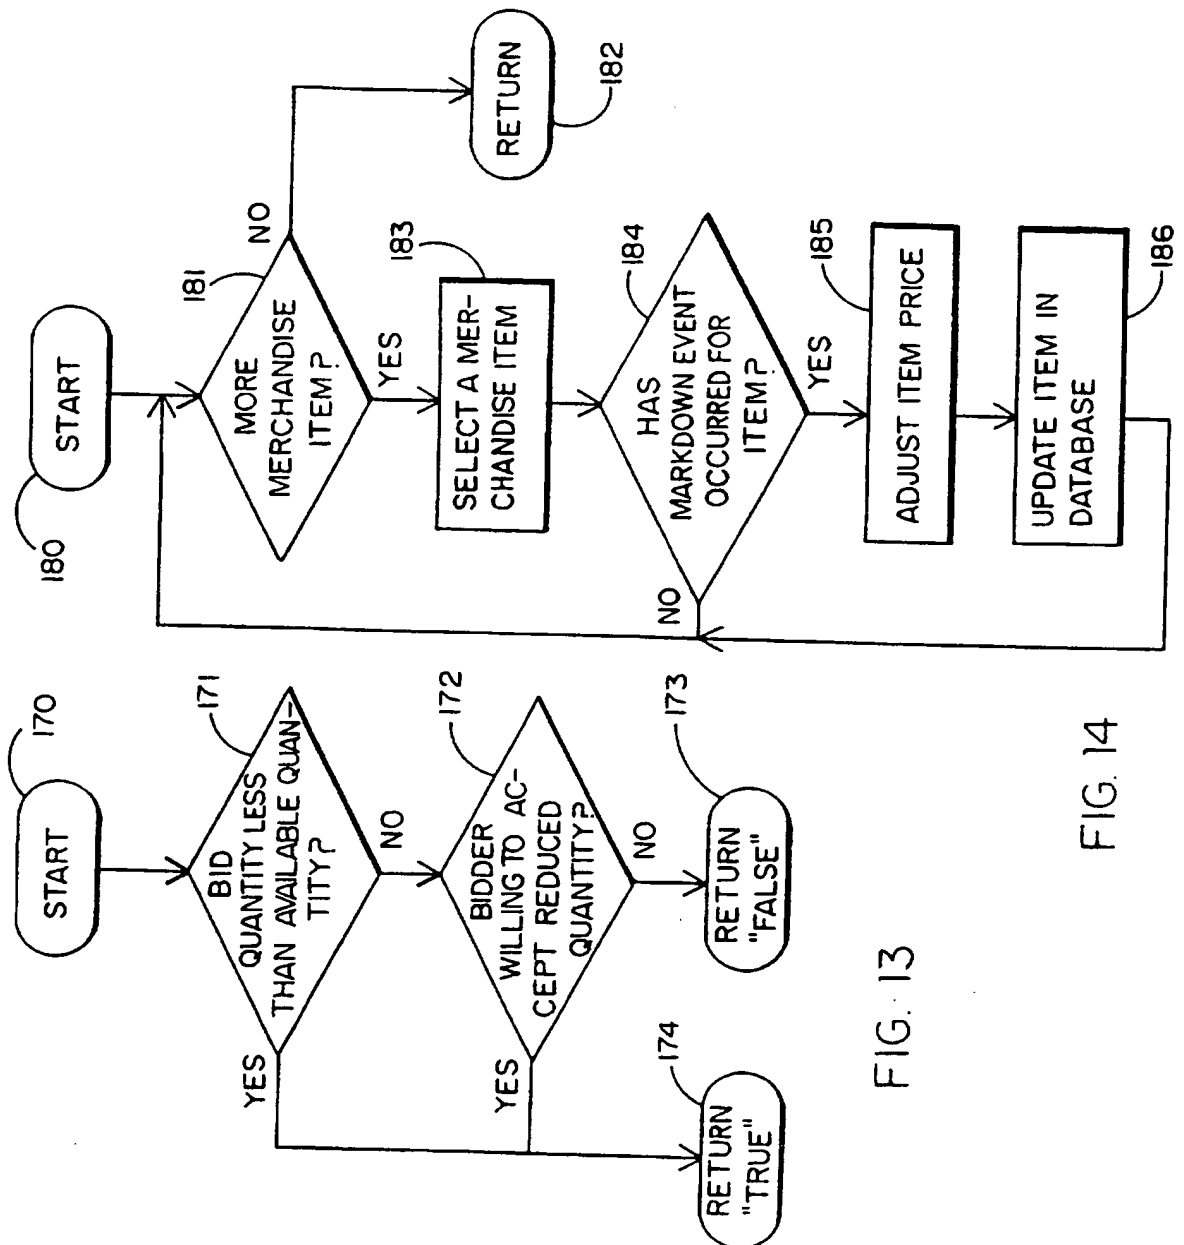 START
170
BID
QUANTITY LESS
THAN AVAILABLE QUAN-
TITY?
171
YES
NO
BIDDER
WILLING TO AC-
CEPT REDUCED
QUANTITY?
172
YES
NO
RETURN
"FALSE"
173
RETURN
"TRUE"
174
FIG. 13
START
180
MORE
MERCHANDISE
ITEM?
181
NO
YES
RETURN
182
SELECT A MER-
CHANDISE ITEM
183
HAS
MARKDOWN EVENT
OCCURRED FOR
ITEM?
184
NO
YES
ADJUST ITEM PRICE
185
UPDATE ITEM IN
DATABASE
186
FIG. 14